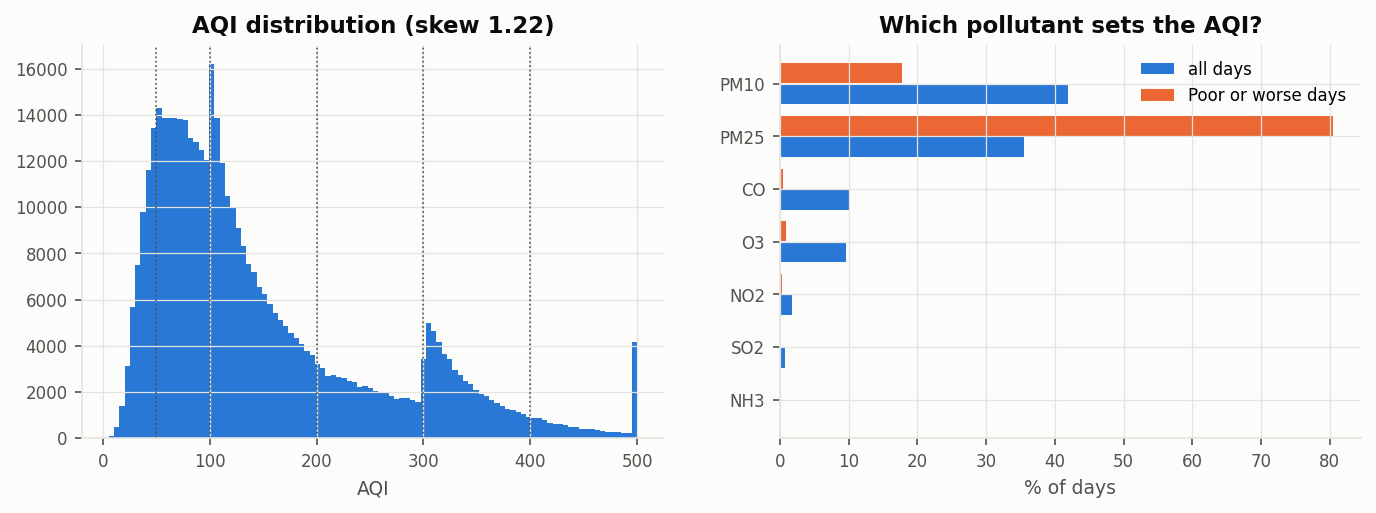 AQI distribution (skew 1.22)
16000
14000
12000
10000
8000
6000
4000
2000
0
0 100 200 300 400 500
AQI
Which pollutant sets the AQI?
all days
Poor or worse days
PM10
PM25
CO
O3
NO2
SO2
NH3
0 10 20 30 40 50 60 70 80
% of days